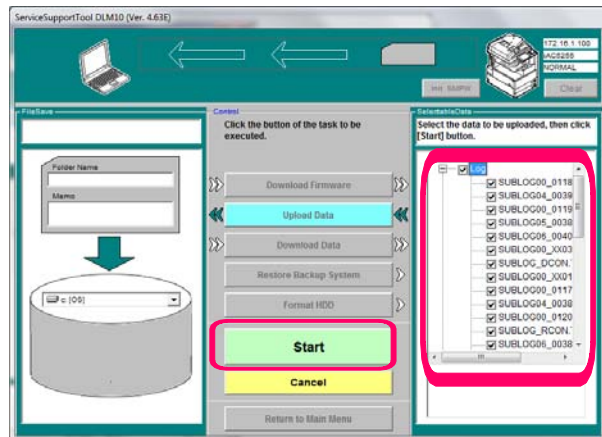 ServiceSupportTool DLM10 (Ver. 4.63E)
172.16.1.100
iAC5255
NORMAL
Init. SMPW
Clear
FileSave
Folder Name
Memo
c: [OS]
Control
Click the button of the task to be
executed.
Download Firmware
Upload Data
Download Data
Restore Backup System
Format HDD
Start
Cancel
Return to Main Menu
SelectableData
Select the data to be uploaded, then click
[Start] button.
Log
SUBLOG00_0118
SUBLOG04_0039
SUBLOG00_0119
SUBLOG05_0038
SUBLOG06_0040
SUBLOG00_XX03
SUBLOG_DCON.
SUBLOG00_XX01
SUBLOG00_0117
SUBLOG04_0038
SUBLOG00_0120
SUBLOG_RCON.
SUBLOG06_0038